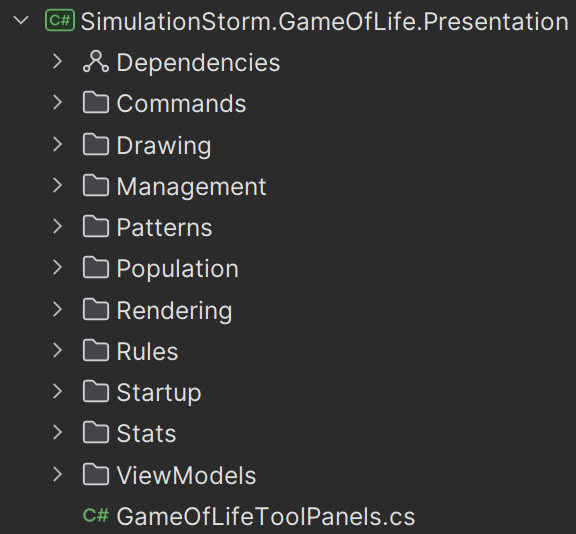 C# SimulationStorm.GameOfLife.Presentation
Dependencies
Commands
Drawing
Management
Patterns
Population
Rendering
Rules
Startup
Stats
ViewModels
C# GameOfLifeToolPanels.cs